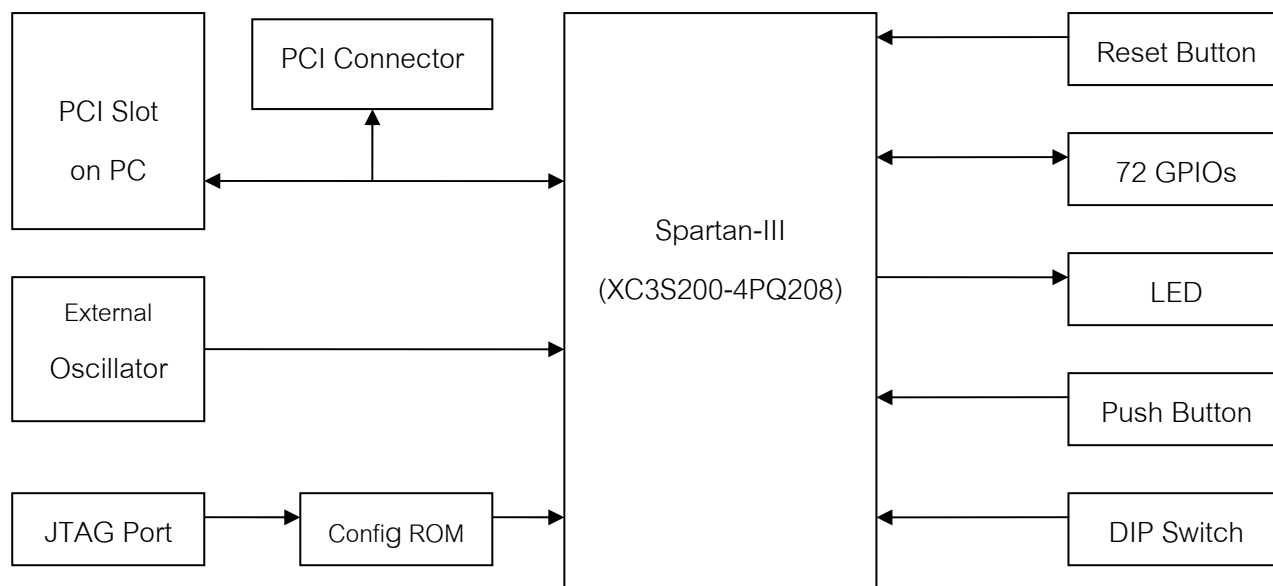 PCI Slot
on PC
PCI Connector
External
Oscillator
JTAG Port
Config ROM
Spartan-III
(XC3S200-4PQ208)
Reset Button
72 GPIOs
LED
Push Button
DIP Switch